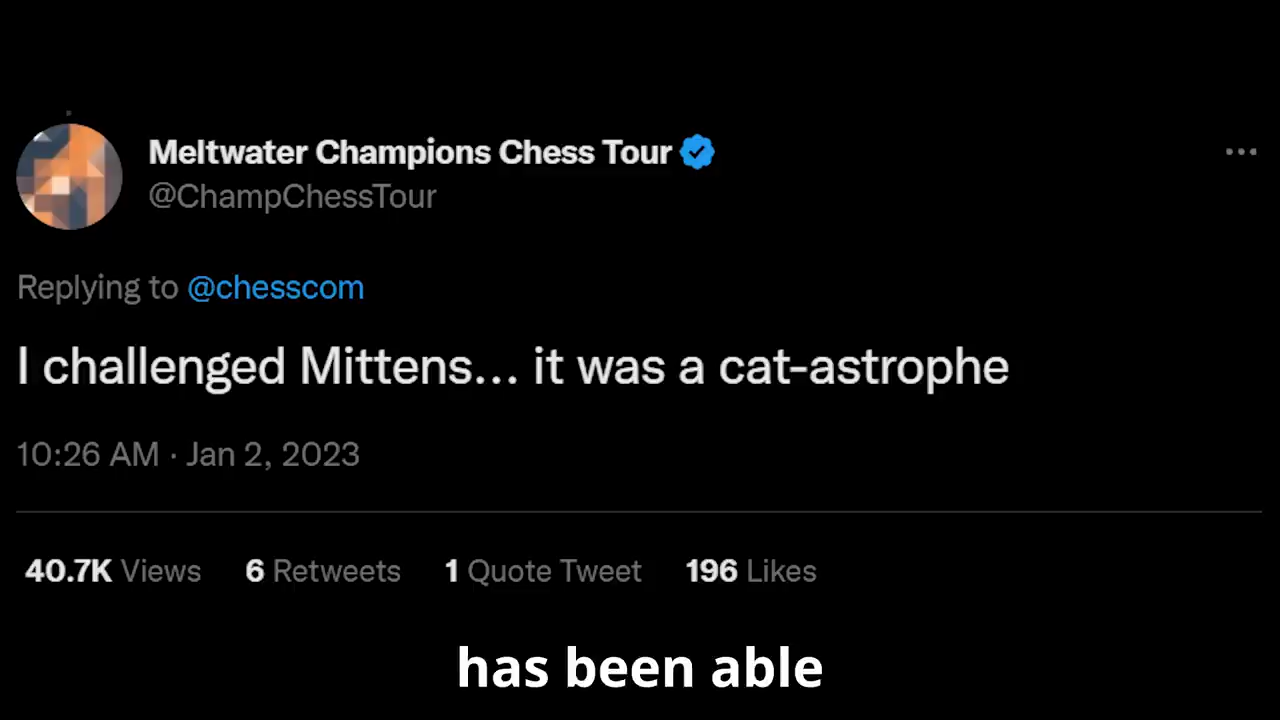 Meltwater Champions Chess Tour
@ChampChessTour
Replying to @chesscom
I challenged Mittens... it was a cat-astrophe
10:26 AM · Jan 2, 2023
40.7K Views 6 Retweets 1 Quote Tweet 196 Likes
has been able